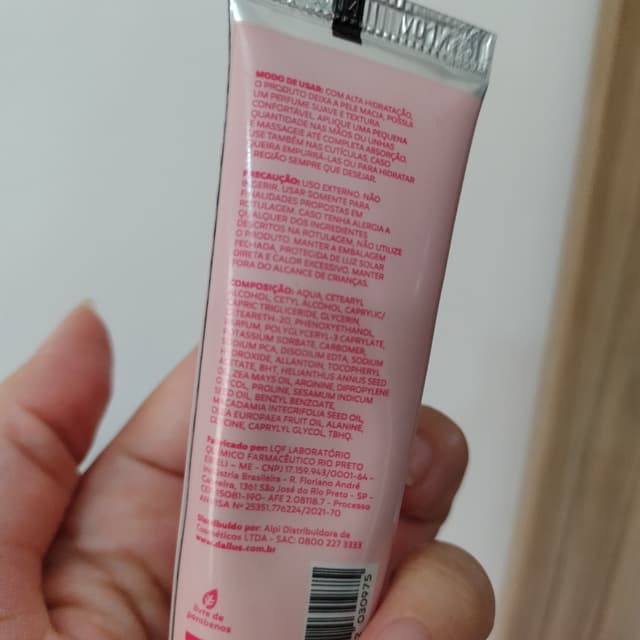 MODO DE USAR: COM ALTA HIDRATAÇÃO,
O PRODUTO DEIXA A PELE MACIA, POSSUI
UM PERFUME SUAVE E TEXTURA
CONFORTÁVEL. APLIQUE UMA PEQUENA
QUANTIDADE NAS MÃOS OU UNHAS
E MASSAGEIE ATÉ COMPLETA ABSORÇÃO.
USE TAMBÉM NAS CUTÍCULAS, CASO
QUEIRA EMPURRÁ-LAS OU PARA HIDRATAR
A REGIÃO SEMPRE QUE DESEJAR.
PRECAUÇÃO: USO EXTERNO. NÃO
INGERIR. USAR SOMENTE PARA
FINALIDADES PROPOSTAS EM
ROTULAGEM. CASO TENHA ALERGIA A
QUALQUER DOS INGREDIENTES
DESCRITOS NA ROTULAGEM, NÃO UTILIZE
O PRODUTO. MANTER A EMBALAGEM
FECHADA, PROTEGIDA DE LUZ SOLAR
DIRETA E CALOR EXCESSIVO. MANTER
FORA DO ALCANCE DE CRIANÇAS.
COMPOSIÇÃO: AQUA, CETEARYL
ALCOHOL, CETYL ALCOHOL, CAPRYLIC/
CAPRIC TRIGLYCERIDE, GLYCERIN
CETEARETH-20, PHENOXYETHANOL,
PARFUM, POLYGLYCERYL-3 CAPRYLATE,
POTASSIUM SORBATE, CARBOMER,
SODIUM PCA, DISODIUM EDTA, SODIUM
HYDROXIDE, ALLANTOIN, TOCOPHERYL
ACETATE, BHT, HELIANTHUS ANNUS SEED
OIL, ZEA MAYS OIL, ARGININE, DIPROPYLENE
GLYCOL, PROLINE, SESAMUM INDICUM
SEED OIL, BENZYL BENZOATE,
MACADAMIA INTEGRIFOLIA SEED OIL,
OLEA EUROPAEA FRUIT OIL, ALANINE,
GLYCINE, CAPRYLYL GLYCOL, TBHQ.
Fabricado por: LQF LABORATÓRIO
QUÍMICO FARMACÊUTICO RIO PRETO
EIRELI - ME - CNPJ 17.159.943/0001-64 -
Indústria Brasileira - R. Floriano André
Cabrera, 1361 São José do Rio Preto - SP -
CEP 15081-190 - AFE 2.08118.7 - Processo
ANVISA Nº 25351.776224/2021-70
Distribuído por: Alpi Distribuidora de
Cosméticos LTDA - SAC: 0800 227 3333
www.dailus.com.br
livre de
parabenos
030975